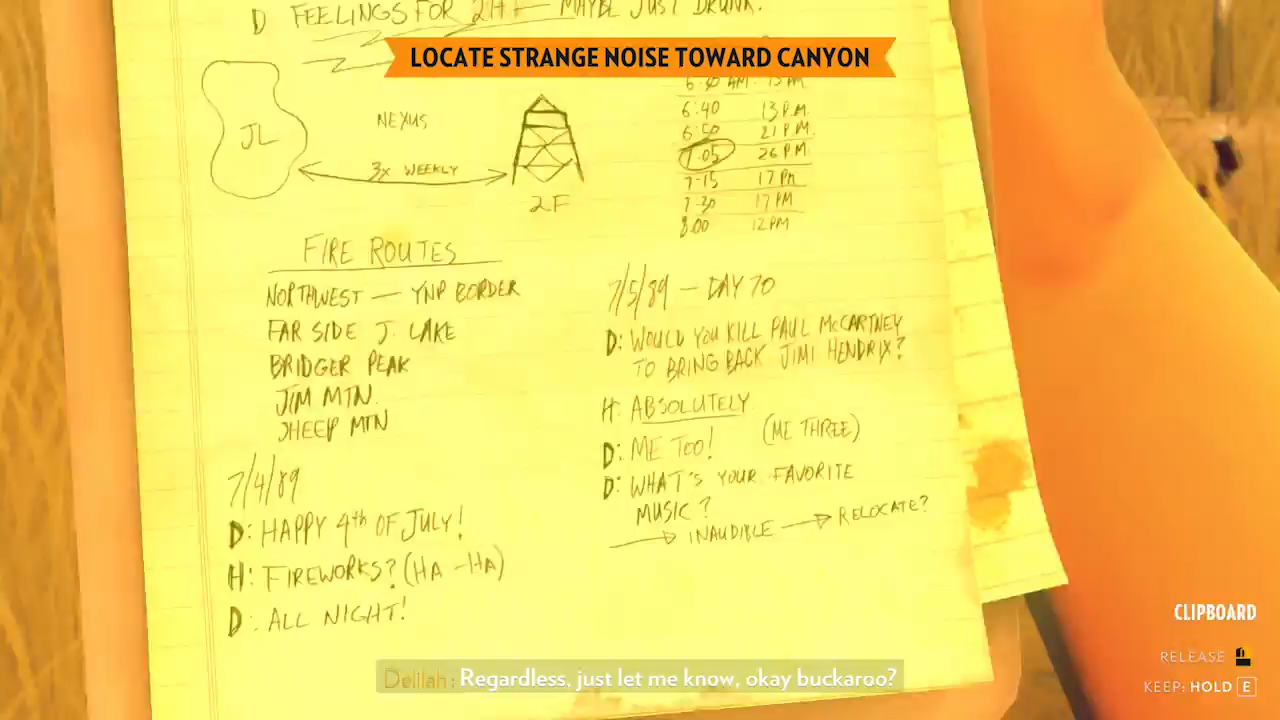 D FEELINGS FOR 2H? — MAYBE JUST DRUNK.
LOCATE STRANGE NOISE TOWARD CANYON
JL
NEXUS
3x WEEKLY
2F
6:40 13 P.M.
6:50 21 P.M.
7:05 26 P.M
7-15 17 PM
7-30 17 PM
8:00 12 PM
FIRE ROUTES
NORTHWEST — YNP BORDER
FAR SIDE J. LAKE
BRIDGER PEAK
JIM MTN.
SHEEP MTN
7/4/89
D: HAPPY 4th OF JULY!
H: FIREWORKS? (HA-HA)
D: ALL NIGHT!
7/5/89 — DAY 70
D: WOULD YOU KILL PAUL McCARTNEY
TO BRING BACK JIMI HENDRIX?
H: ABSOLUTELY
D: ME TOO! (ME THREE)
D: WHAT'S YOUR FAVORITE
MUSIC?
→ INAUDIBLE → RELOCATE?
CLIPBOARD
RELEASE
KEEP: HOLD E
Delilah: Regardless, just let me know, okay buckaroo?